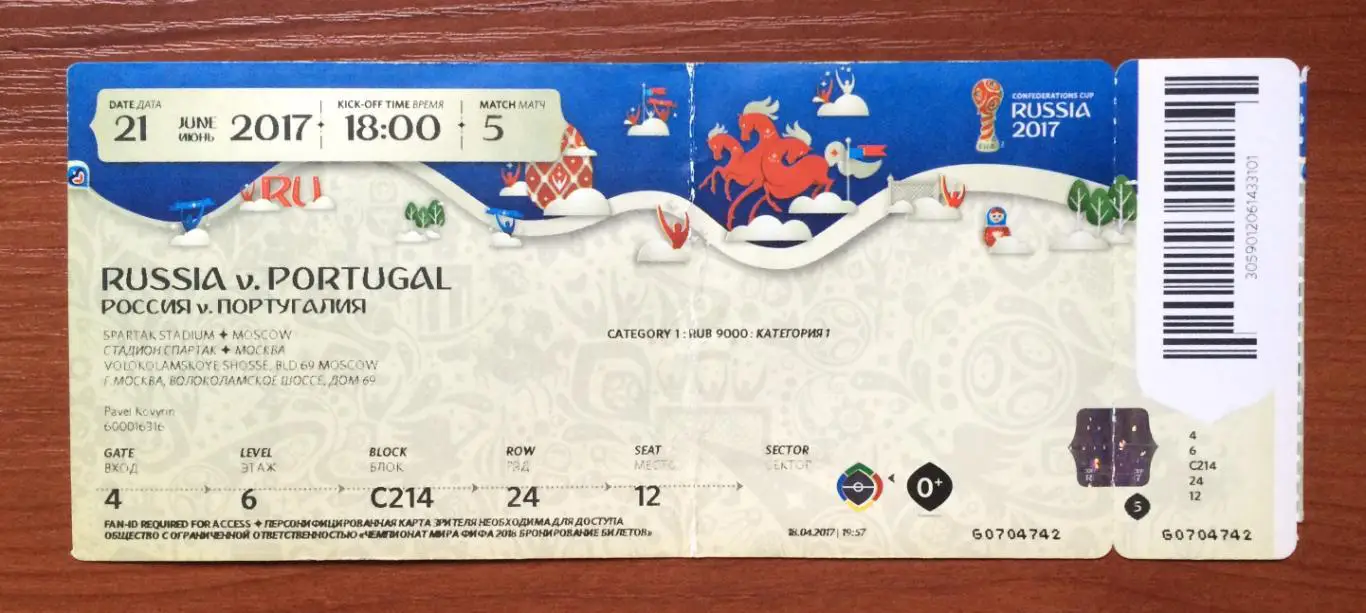 DATE ДАТА
21 JUNE ИЮНЬ 2017
KICK-OFF TIME ВРЕМЯ
18:00
MATCH МАТЧ
5
CONFEDERATIONS CUP
RUSSIA
2017
RU
RUSSIA v. PORTUGAL
РОССИЯ v. ПОРТУГАЛИЯ
SPARTAK STADIUM ✦ MOSCOW
СТАДИОН СПАРТАК ✦ МОСКВА
VOLOKOLAMSKOYE SHOSSE, BLD 69 MOSCOW
Г.МОСКВА, ВОЛОКОЛАМСКОЕ ШОССЕ, ДОМ 69
CATEGORY 1 : RUB 9000 : КАТЕГОРИЯ 1
Pavel Kovyrin
600016316
GATE LEVEL BLOCK ROW SEAT SECTOR
ВХОД ЭТАЖ БЛОК РЯД МЕСТО СЕКТОР
4 6 C214 24 12
0+
FAN-ID REQUIRED FOR ACCESS ✦ ПЕРСОНИФИЦИРОВАННАЯ КАРТА ЗРИТЕЛЯ НЕОБХОДИМА ДЛЯ ДОСТУПА
ОБЩЕСТВО С ОГРАНИЧЕННОЙ ОТВЕТСТВЕННОСТЬЮ «ЧЕМПИОНАТ МИРА ФИФА 2018 БРОНИРОВАНИЕ БИЛЕТОВ»
18.04.2017 | 19:57
G0704742
3059012061433101
4
6
C214
24
12
5
G0704742